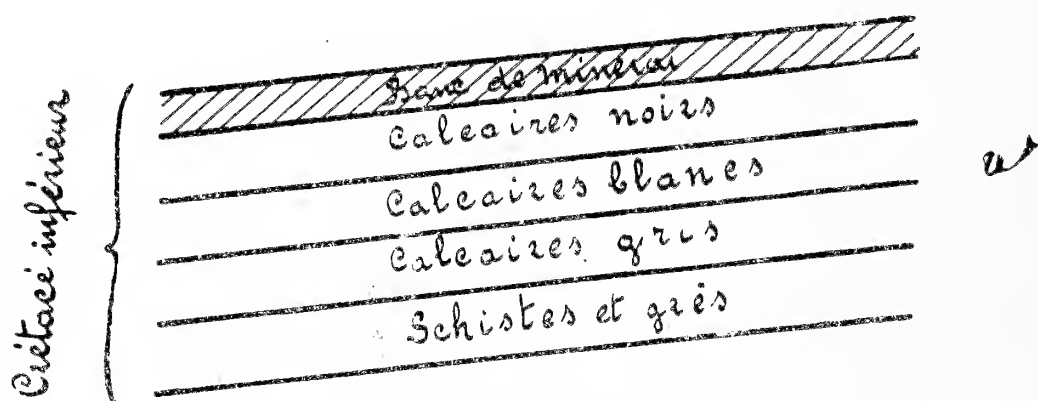 Crétacé inférieur
Banc de minerai
Calcaires noirs
Calcaires blancs
Calcaires gris
Schistes et grès